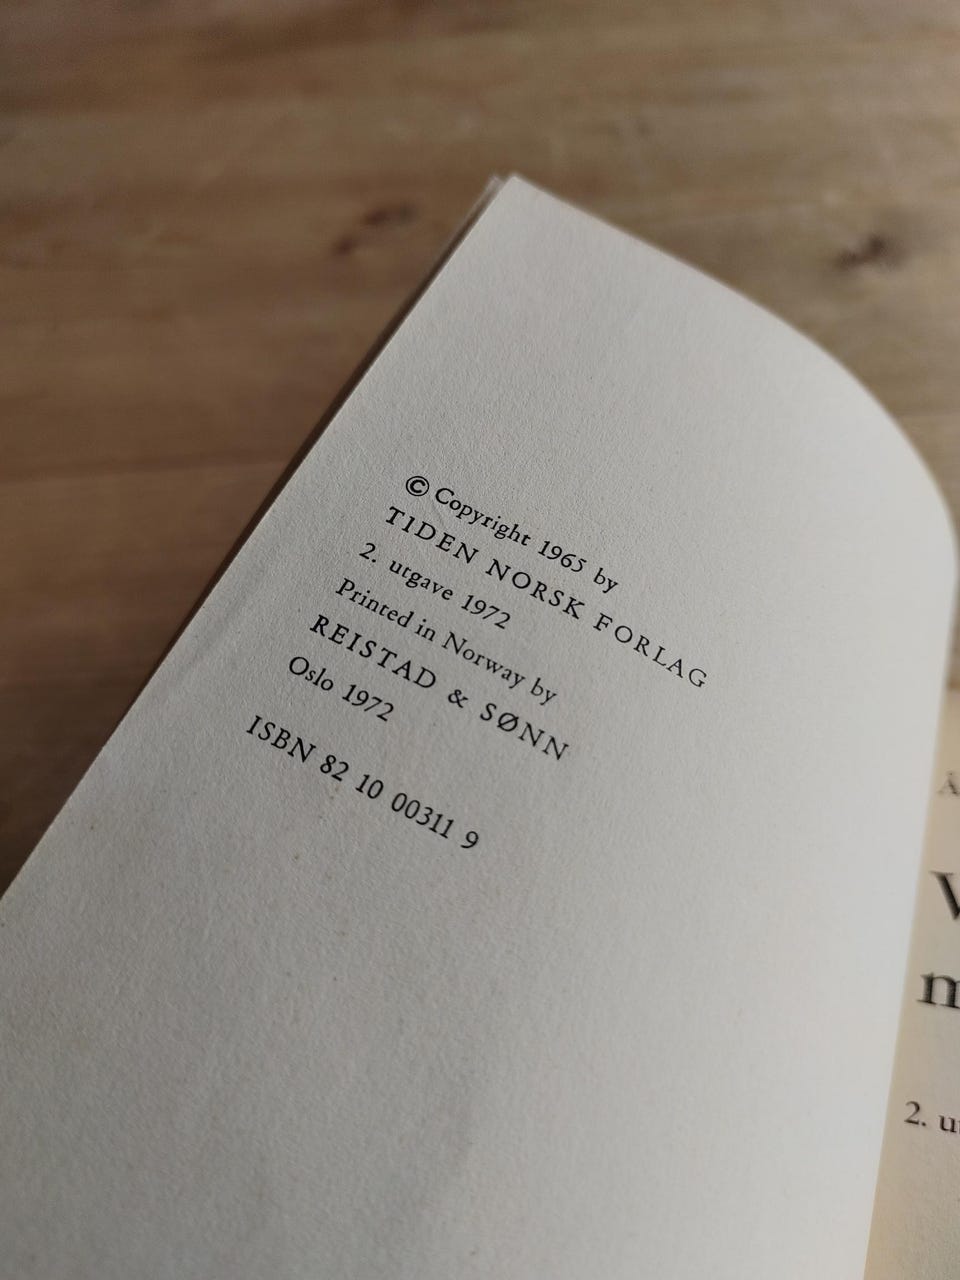 © Copyright 1965 by
TIDEN NORSK FORLAG
2. utgave 1972
Printed in Norway by
REISTAD & SØNN
Oslo 1972
ISBN 82 10 00311 9
2.